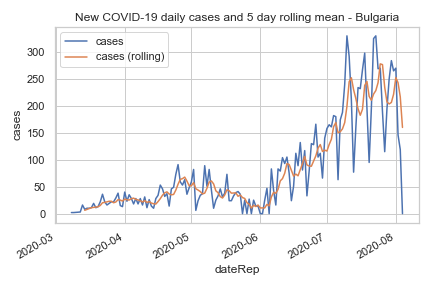 New COVID-19 daily cases and 5 day rolling mean - Bulgaria
cases
cases (rolling)
300
250
200
150
100
50
0
cases
2020-03
2020-04
2020-05
2020-06
2020-07
2020-08
dateRep